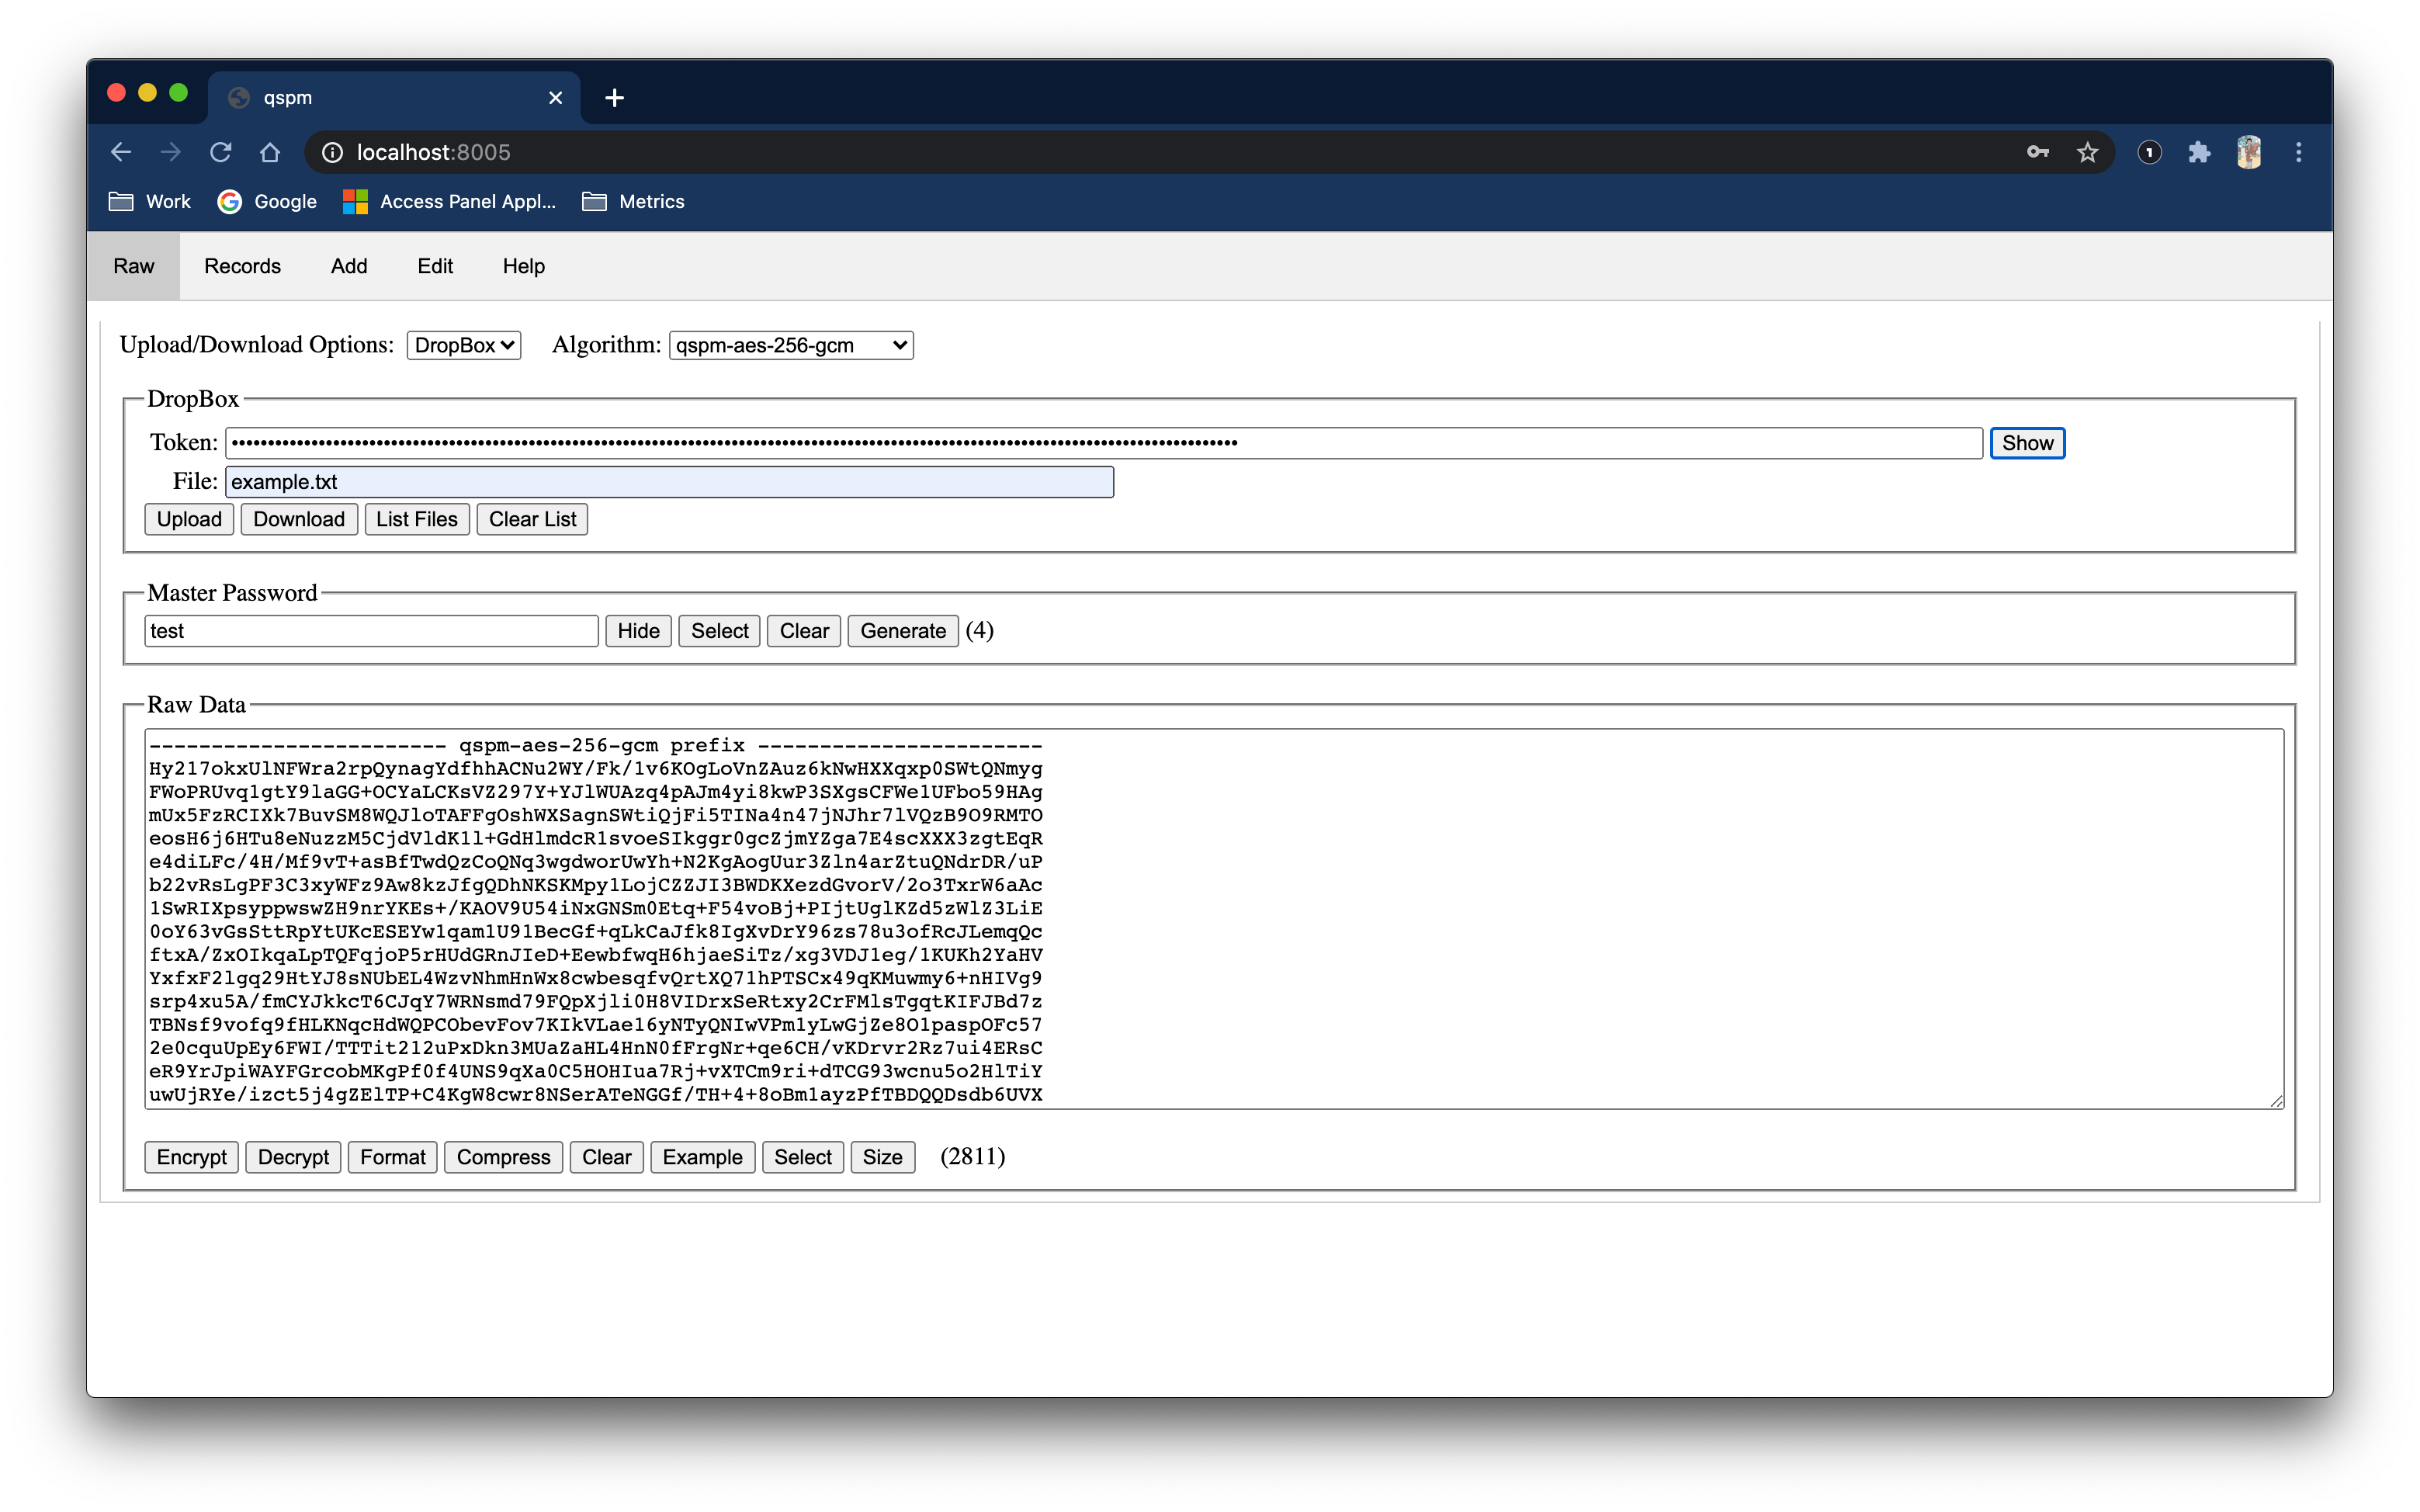 qspm
localhost:8005
Work Google Access Panel Appl... Metrics
Raw Records Add Edit Help
Upload/Download Options: DropBox Algorithm: qspm-aes-256-gcm
DropBox
Token: •••••••••••••••••••••••••••••••••••••••••••••••••••••••••••••••••••••••••••••••••••••••••••••••••••••••••••••••••••••••••••••••••••••••••• Show
File: example.txt
Upload Download List Files Clear List
Master Password
test Hide Select Clear Generate (4)
Raw Data
------------------------ qspm-aes-256-gcm prefix -----------------------
Hy217okxUlNFWra2rpQynagYdfhhACNu2WY/Fk/1v6KOgLoVnZAuz6kNwHXXqxp0SWtQNmyg
FWoPRUvq1gtY9laGG+OCYaLCKsVZ297Y+YJlWUAzq4pAJm4yi8kwP3SXgsCFWe1UFbo59HAg
mUx5FzRCIXk7BuvSM8WQJloTAFFgOshWXSagnSWtiQjFi5TINa4n47jNJhr7lVQzB9O9RMTO
eosH6j6HTu8eNuzzM5CjdVldK1l+GdHlmdcR1svoeSIkggr0gcZjmYZga7E4scXXX3zgtEqR
e4diLFc/4H/Mf9vT+asBfTwdQzCoQNq3wgdworUwYh+N2KgAogUur3Zln4arZtuQNdrDR/uP
b22vRsLgPF3C3xyWFz9Aw8kzJfgQDhNKSKMpy1LojCZZJI3BWDKXezdGvorV/2o3TxrW6aAc
1SwRIXpsyppwswZH9nrYKEs+/KAOV9U54iNxGNSm0Etq+F54voBj+PIjtUglKZd5zWlZ3LiE
0oY63vGsSttRpYtUKcESEYw1qam1U91BecGf+qLkCaJfk8IgXvDrY96zs78u3ofRcJLemqQc
ftxA/ZxOIkqaLpTQFqjoP5rHUdGRnJIeD+EewbfwqH6hjaeSiTz/xg3VDJ1eg/1KUKh2YaHV
YxfxF2lgq29HtYJ8sNUbEL4WzvNhmHnWx8cwbesqfvQrtXQ71hPTSCx49qKMuwmy6+nHIVg9
srp4xu5A/fmCYJkkcT6CJqY7WRNsmd79FQpXjli0H8VIDrxSeRtxy2CrFMlsTgqtKIFJBd7z
TBNsf9vofq9fHLKNqcHdWQPCObevFov7KIkVLae16yNTyQNIwVPm1yLwGjZe8O1paspOFc57
2e0cquUpEy6FWI/TTTit212uPxDkn3MUaZaHL4HnN0fFrgNr+qe6CH/vKDrvr2Rz7ui4ERsC
eR9YrJpiWAYFGrcobMKgPf0f4UNS9qXa0C5HOHIua7Rj+vXTCm9ri+dTCG93wcnu5o2HlTiY
uwUjRYe/izct5j4gZElTP+C4KgW8cwr8NSerATeNGGf/TH+4+8oBm1ayzPfTBDQQDsdb6UVX
Encrypt Decrypt Format Compress Clear Example Select Size (2811)